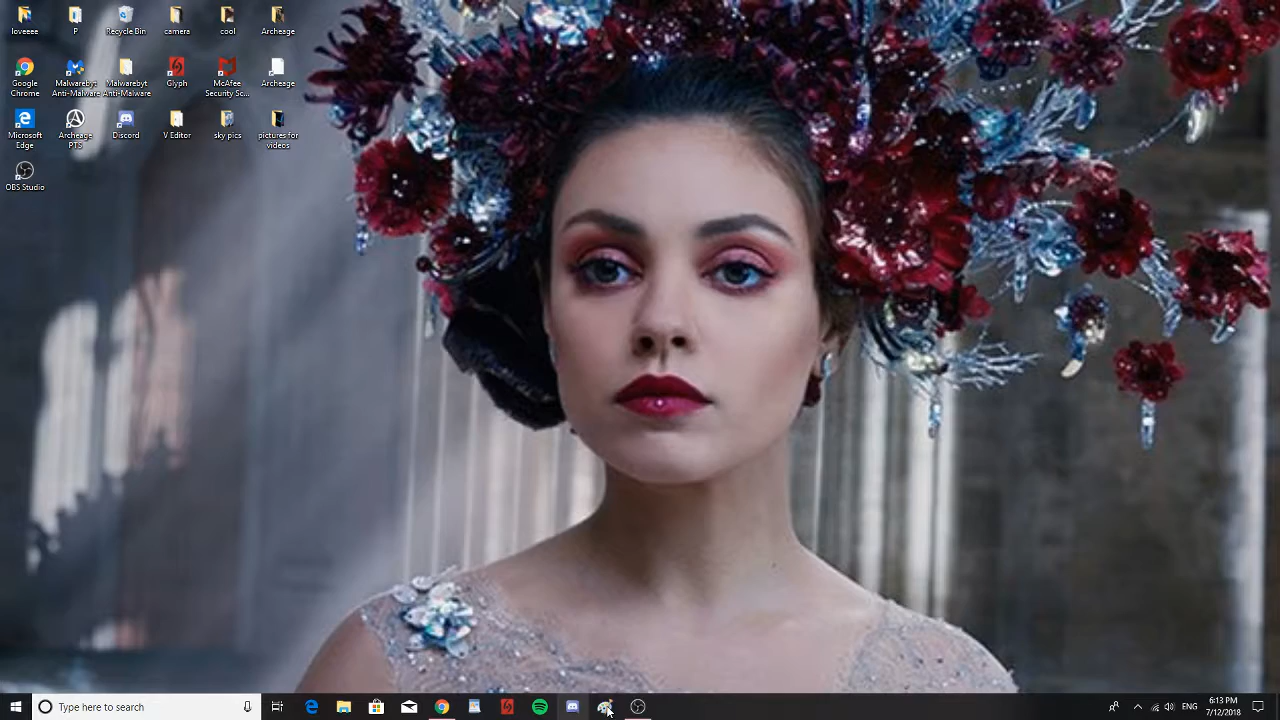 loveeee
P
Recycle Bin
camera
cool
Archeage
Google
Chrome
Malwarebyt
Anti-Malware
Malwarebyt
Anti-Malware
Glyph
McAfee
Security Sc...
Archeage
Microsoft
Edge
Archeage
PTS
Discord
V Editor
sky pics
pictures for
videos
OBS Studio
Type here to search
ENG
6:13 PM
7/12/2018